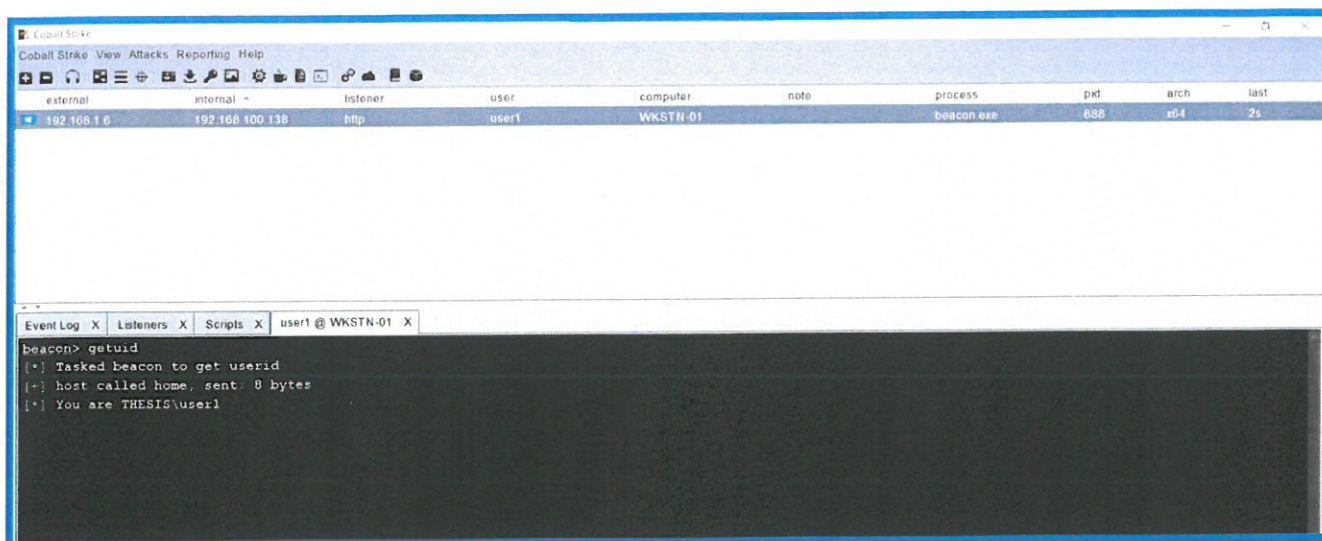 Cobalt Strike
Cobalt Strike View Attacks Reporting Help
external internal listener user computer note process pid arch last
192.168.1.6 192.168.100.138 http user1 WKSTN-01 beacon.exe 688 x64 2s
Event Log X Listeners X Scripts X user1 @ WKSTN-01 X
beacon> getuid
[*] Tasked beacon to get userid
[+] host called home, sent: 8 bytes
[*] You are THESIS\user1